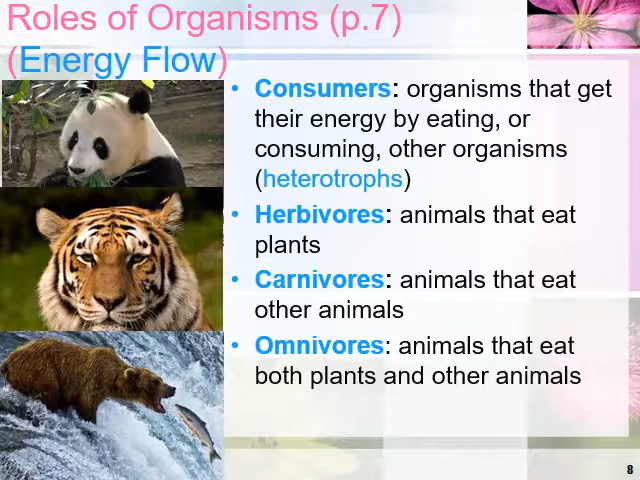 Roles of Organisms (p.7)
(Energy Flow)
• Consumers: organisms that get
their energy by eating, or
consuming, other organisms
(heterotrophs)
• Herbivores: animals that eat
plants
• Carnivores: animals that eat
other animals
• Omnivores: animals that eat
both plants and other animals
8